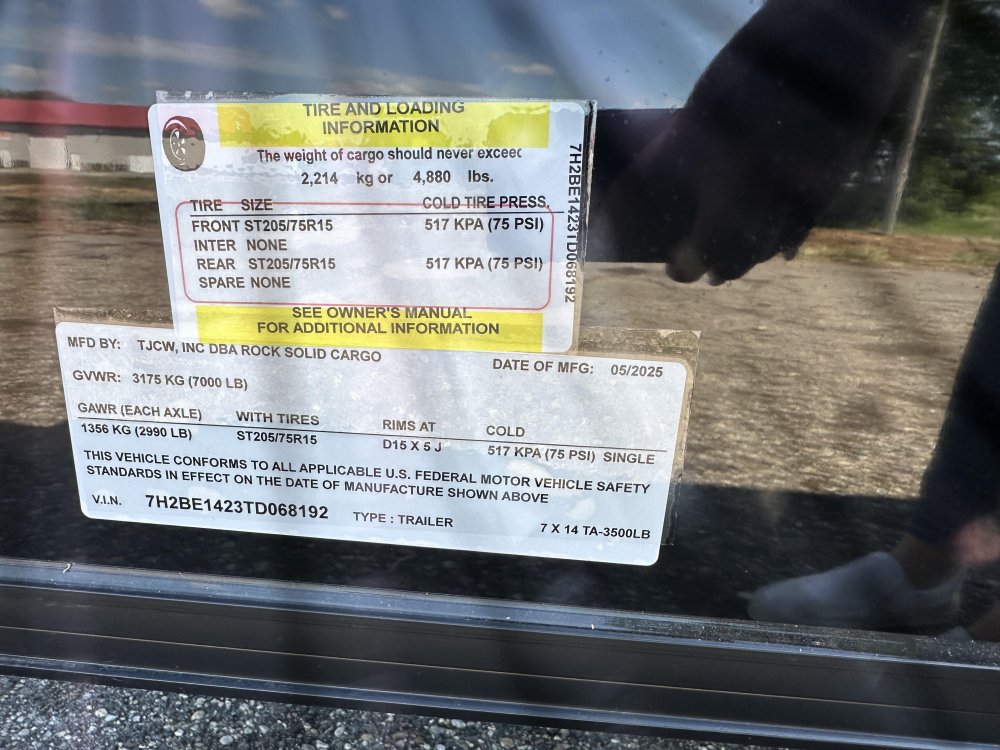 TIRE AND LOADING
INFORMATION
The weight of cargo should never exceed
2,214 kg or 4,880 lbs.
TIRE SIZE COLD TIRE PRESS.
FRONT ST205/75R15 517 KPA (75 PSI)
INTER NONE
REAR ST205/75R15 517 KPA (75 PSI)
SPARE NONE
SEE OWNER'S MANUAL
FOR ADDITIONAL INFORMATION
7H2BE1423TD068192
MFD BY: TJCW, INC DBA ROCK SOLID CARGO
DATE OF MFG: 05/2025
GVWR: 3175 KG (7000 LB)
GAWR (EACH AXLE) WITH TIRES RIMS AT COLD
1356 KG (2990 LB) ST205/75R15 D15 X 5 J 517 KPA (75 PSI) SINGLE
THIS VEHICLE CONFORMS TO ALL APPLICABLE U.S. FEDERAL MOTOR VEHICLE SAFETY
STANDARDS IN EFFECT ON THE DATE OF MANUFACTURE SHOWN ABOVE
V.I.N. 7H2BE1423TD068192 TYPE : TRAILER 7 X 14 TA-3500LB